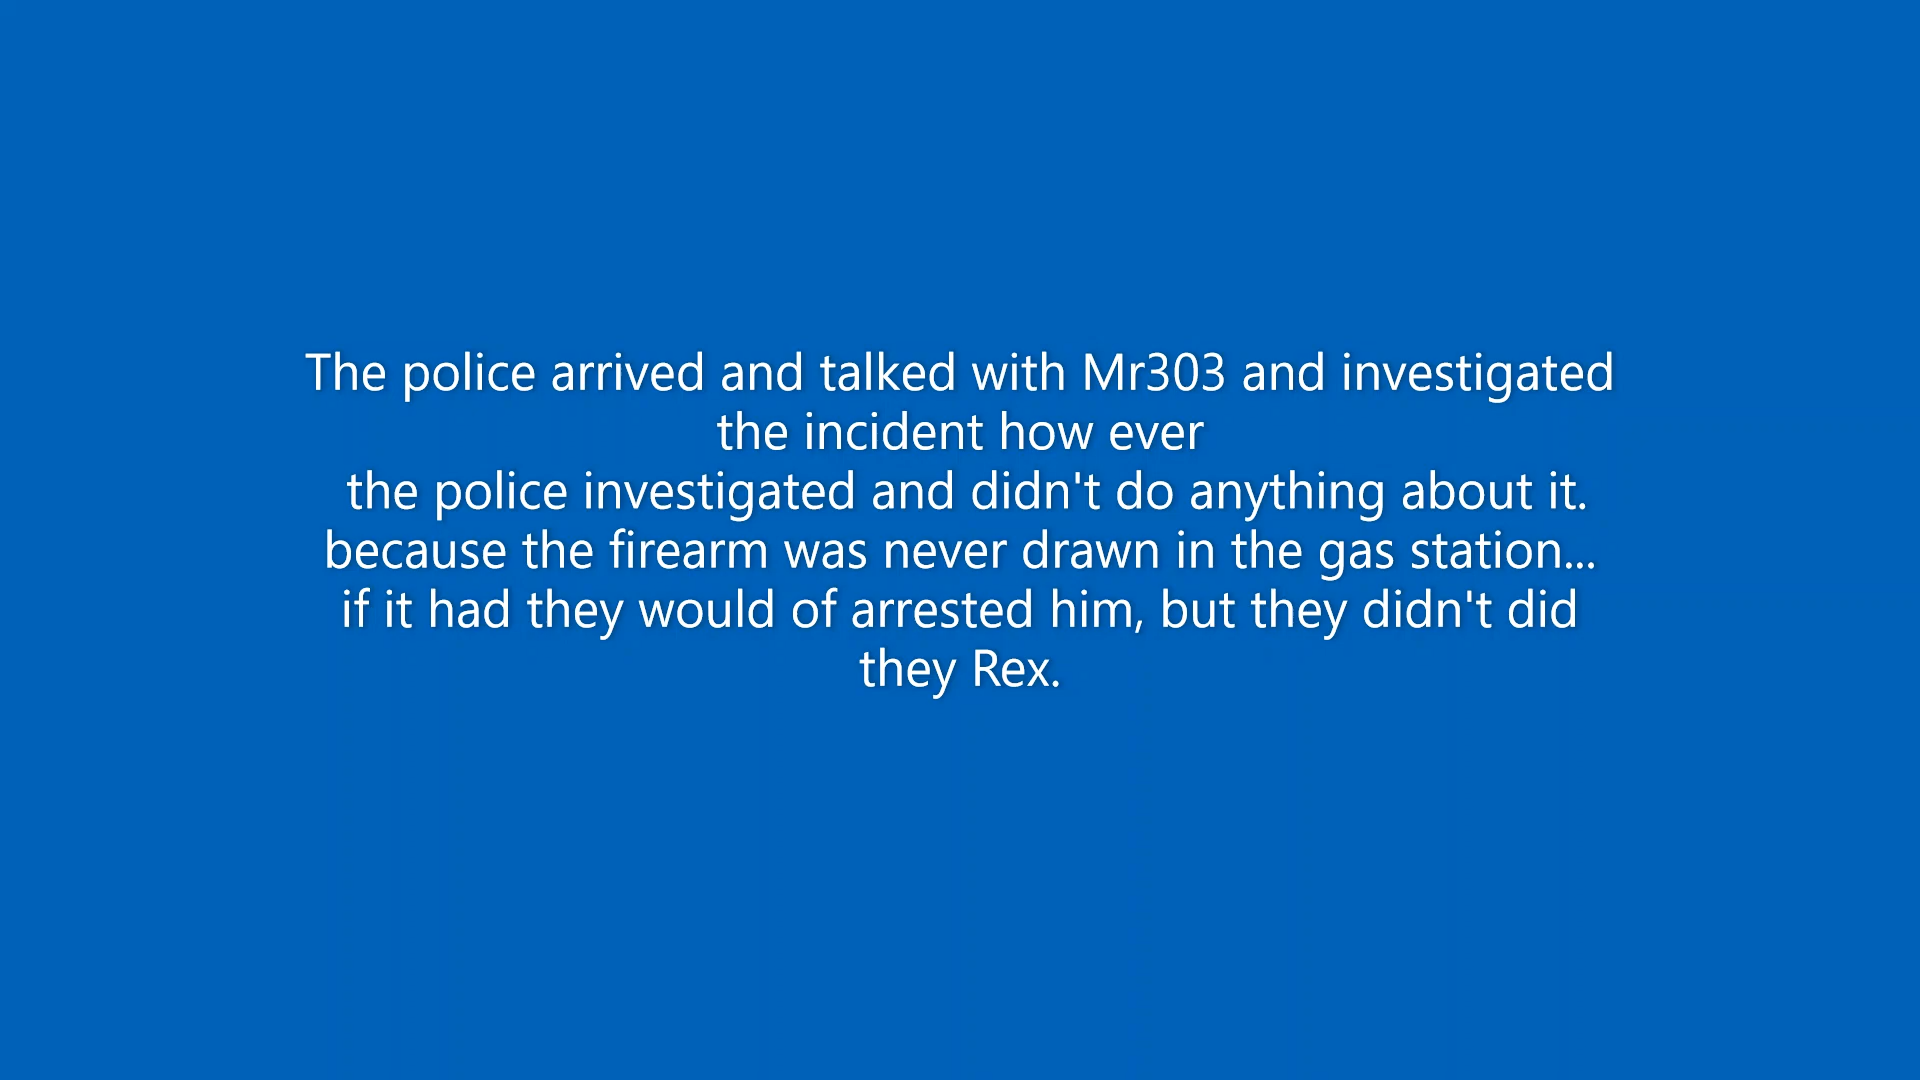 The police arrived and talked with Mr303 and investigated
the incident how ever
the police investigated and didn't do anything about it.
because the firearm was never drawn in the gas station...
if it had they would of arrested him, but they didn't did
they Rex.